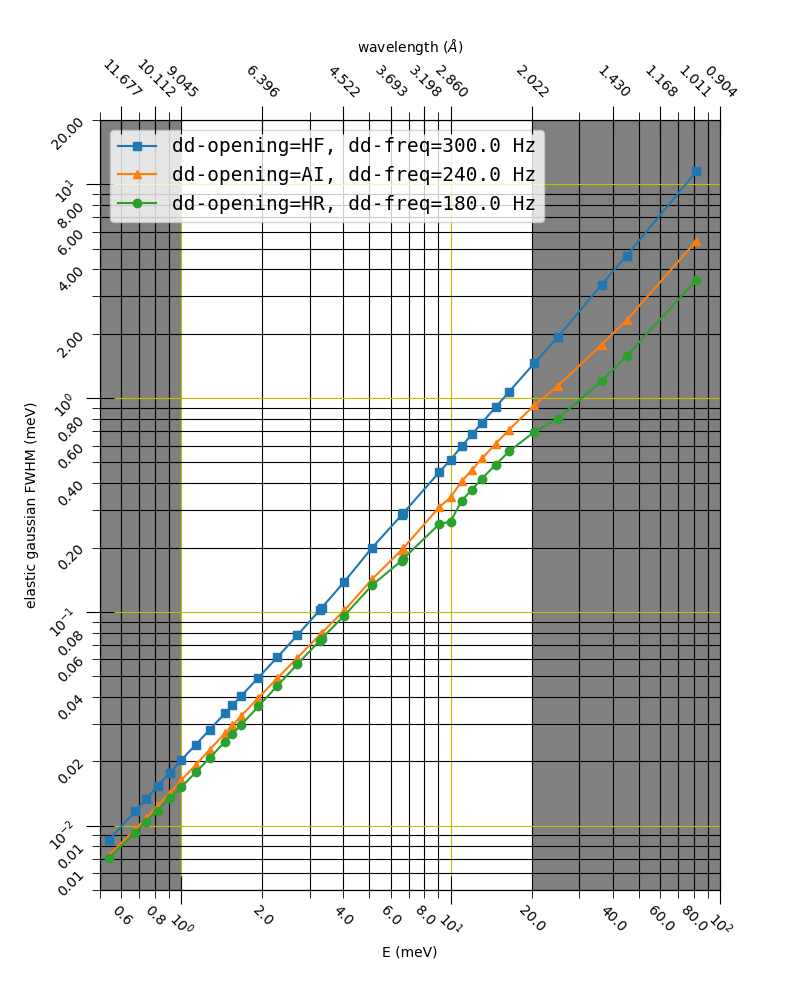 wavelength (Å)
11.677 10.112 9.045 6.396 4.522 3.693 3.198 2.860 2.022 1.430 1.168 1.011 0.904
dd-opening=HF, dd-freq=300.0 Hz
dd-opening=AI, dd-freq=240.0 Hz
dd-opening=HR, dd-freq=180.0 Hz
20.00
10¹
8.00
6.00
4.00
2.00
10⁰
0.80
0.60
0.40
0.20
10⁻¹
0.08
0.06
0.04
0.02
10⁻²
0.01
0.01
elastic gaussian FWHM (meV)
0.6 0.8 10⁰ 2.0 4.0 6.0 8.0 10¹ 20.0 40.0 60.0 80.0 10²
E (meV)